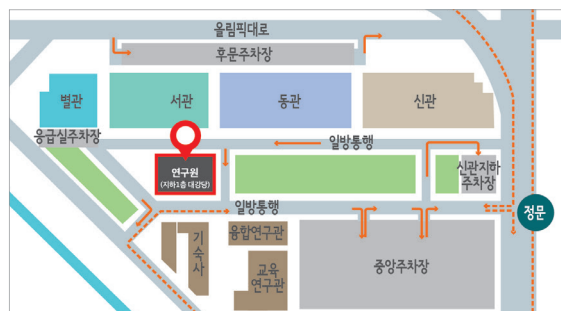 올림픽대로
후문주차장
별관
서관
동관
신관
응급실주차장
일방통행
연구원
(지하1층 대강당)
신관지하
주차장
일방통행
정문
기숙사
융합연구관
교육
연구관
중앙주차장